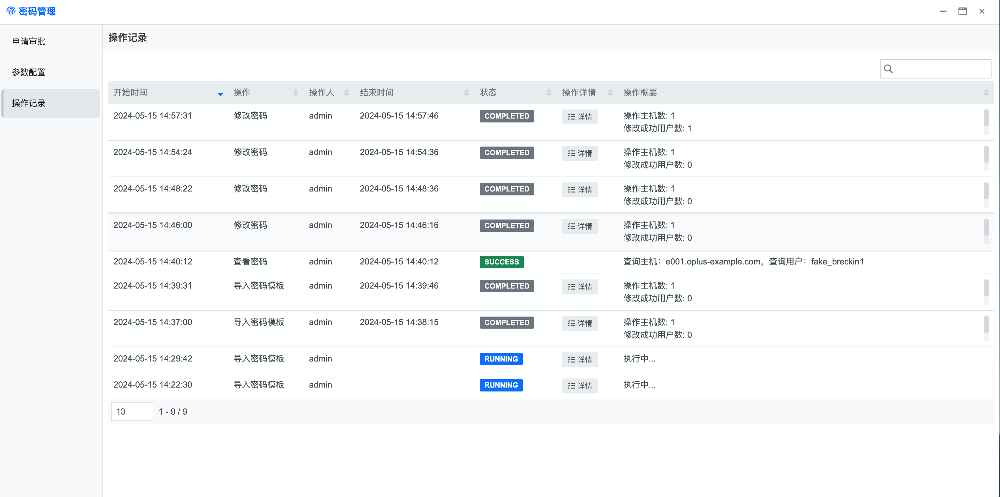 密码管理
申请审批
参数配置
操作记录
操作记录
开始时间 操作 操作人 结束时间 状态 操作详情 操作概要
2024-05-15 14:57:31 修改密码 admin 2024-05-15 14:57:46 COMPLETED 详情 操作主机数: 1
修改成功用户数: 1
2024-05-15 14:54:24 修改密码 admin 2024-05-15 14:54:36 COMPLETED 详情 操作主机数: 1
修改成功用户数: 0
2024-05-15 14:48:22 修改密码 admin 2024-05-15 14:48:36 COMPLETED 详情 操作主机数: 1
修改成功用户数: 0
2024-05-15 14:46:00 修改密码 admin 2024-05-15 14:46:16 COMPLETED 详情 操作主机数: 1
修改成功用户数: 0
2024-05-15 14:40:12 查看密码 admin 2024-05-15 14:40:12 SUCCESS 查询主机：e001.oplus-example.com，查询用户：fake_breckin1
2024-05-15 14:39:31 导入密码模板 admin 2024-05-15 14:39:46 COMPLETED 详情 操作主机数: 1
修改成功用户数: 0
2024-05-15 14:37:00 导入密码模板 admin 2024-05-15 14:38:15 COMPLETED 详情 操作主机数: 1
修改成功用户数: 0
2024-05-15 14:29:42 导入密码模板 admin RUNNING 详情 执行中...
2024-05-15 14:22:30 导入密码模板 admin RUNNING 详情 执行中...
10 1 - 9 / 9